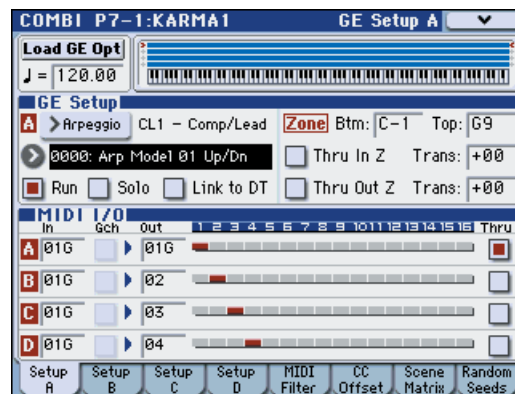 COMBI P7-1:KARMA1 GE Setup A
Load GE Opt
♩= 120.00
GE Setup
A >Arpeggio CL1 - Comp/Lead Zone Btm: C-1 Top: G9
0000: Arp Model 01 Up/Dn Thru In Z Trans: +00
Run Solo Link to DT Thru Out Z Trans: +00
MIDI I/O
In Gch Out 1 2 3 4 5 6 7 8 9 10 11 12 13 14 15 16 Thru
A 01G 01G
B 01G 02
C 01G 03
D 01G 04
Setup A Setup B Setup C Setup D MIDI Filter CC Offset Scene Matrix Random Seeds